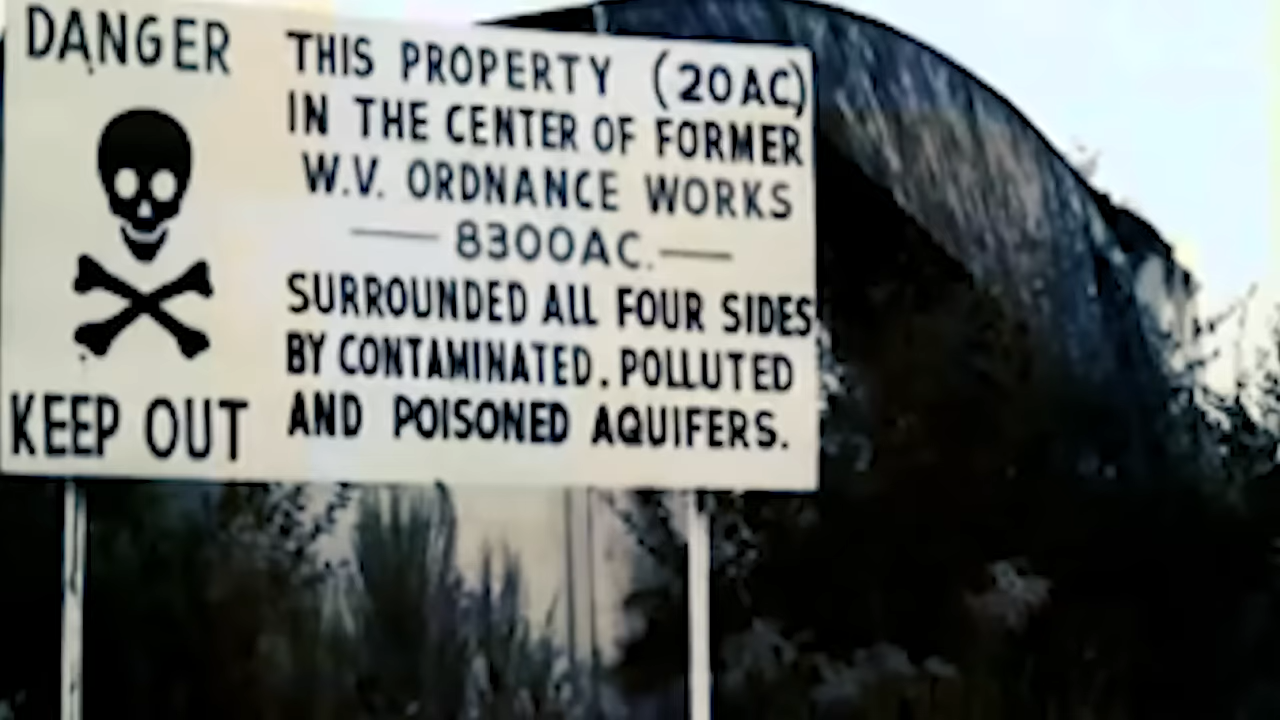 DANGER
KEEP OUT
THIS PROPERTY (20AC)
IN THE CENTER OF FORMER
W.V. ORDNANCE WORKS
— 8300AC. —
SURROUNDED ALL FOUR SIDES
BY CONTAMINATED. POLLUTED
AND POISONED AQUIFERS.